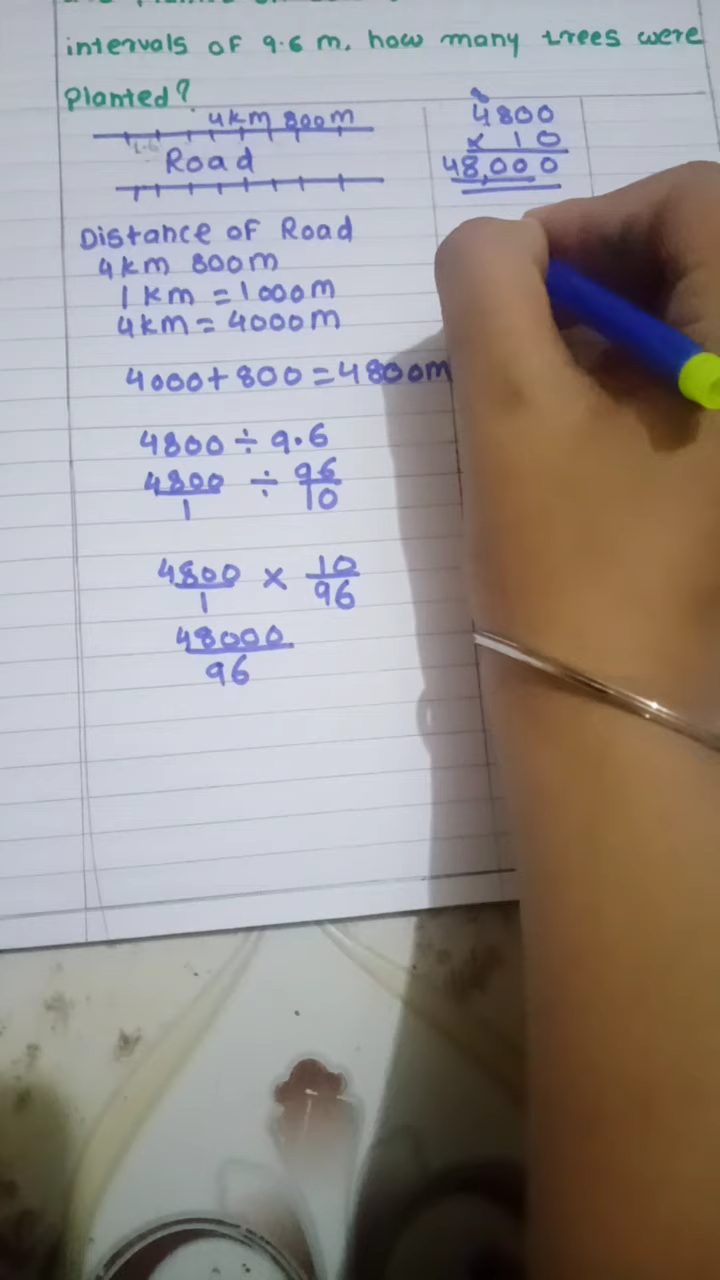 intervals of 9.6 m. how many trees were
planted?
4km 800m
Road
4800
x 10
48,000
Distance of Road
4km 800m
1 km = 1000m
4km = 4000m
4000 + 800 = 4800m
4800 ÷ 9.6
4800/1 ÷ 96/10
4800/1 x 10/96
48000/96